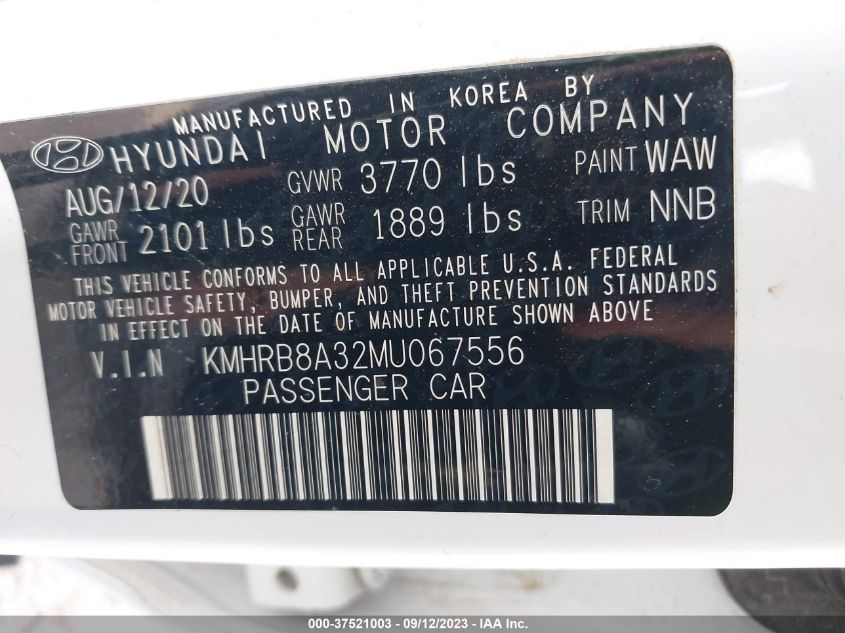 MANUFACTURED IN KOREA BY
HYUNDAI MOTOR COMPANY
AUG/12/20 GVWR 3770 lbs PAINT WAW
GAWR FRONT 2101 lbs GAWR REAR 1889 lbs TRIM NNB
THIS VEHICLE CONFORMS TO ALL APPLICABLE U.S.A. FEDERAL
MOTOR VEHICLE SAFETY, BUMPER, AND THEFT PREVENTION STANDARDS
IN EFFECT ON THE DATE OF MANUFACTURE SHOWN ABOVE
V.I.N KMHRB8A32MU067556
PASSENGER CAR
000-37521003 - 09/12/2023 - IAA Inc.